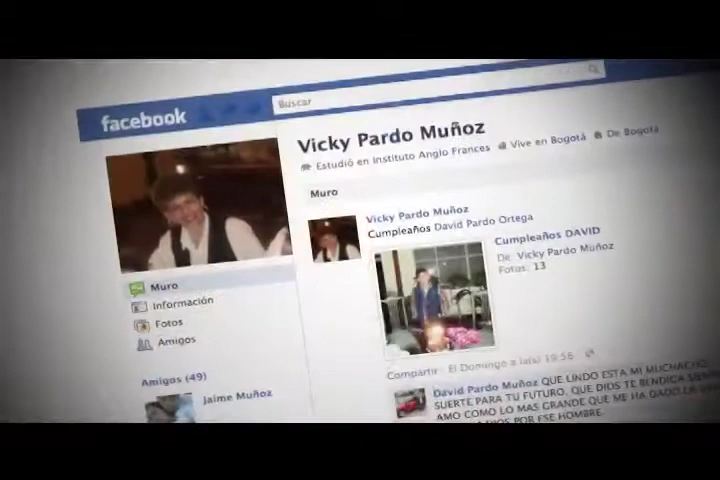 facebook
Buscar
Vicky Pardo Muñoz
Estudió en Instituto Anglo Frances Vive en Bogotá De Bogotá
Muro
Vicky Pardo Muñoz
Cumpleaños David Pardo Ortega
Cumpleaños DAVID
De: Vicky Pardo Muñoz
Fotos: 13
Muro
Información
Fotos
Amigos
Compartir El Domingo a la(s) 19:56
Amigos (49)
Jaime Muñoz
David Pardo Muñoz QUE LINDO ESTA MI MUCHACHO
SUERTE PARA TU FUTURO, QUE DIOS TE BENDICA
AMO COMO LO MAS GRANDE QUE ME HA DADO LA
DIOS POR ESE HOMBRE.